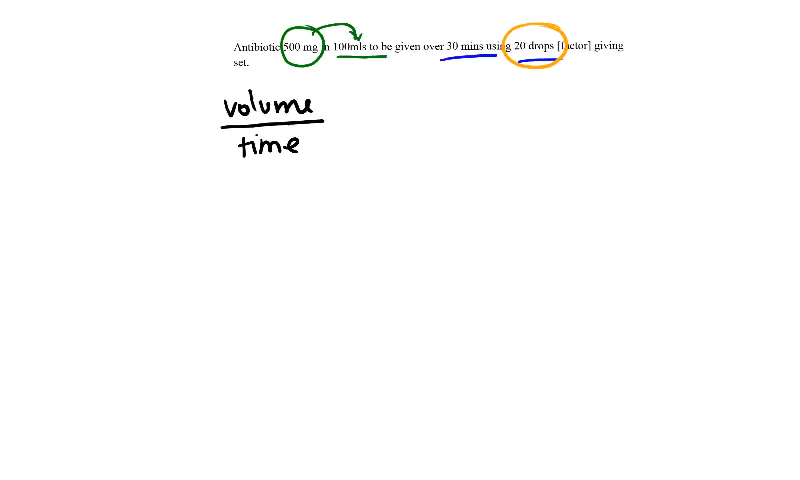 Antibiotic 500 mg in 100mls to be given over 30 mins using 20 drops [factor] giving
set.
volume
time